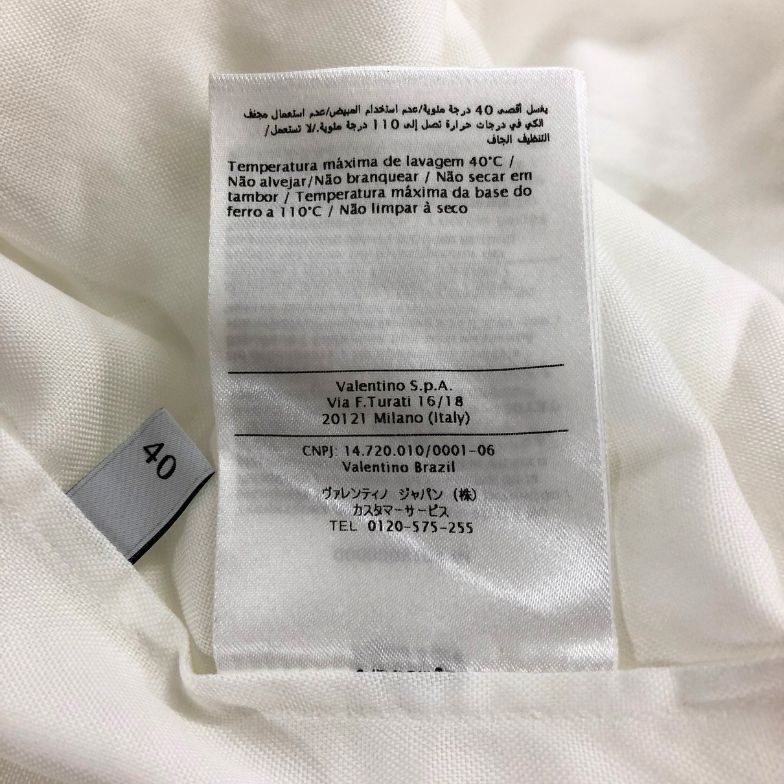 يغسل أقصى 40 درجة ملوية/عدم استخدام المبيض/عدم استعمال مجفف
الكي في درجات حرارة تصل إلى 110 درجة ملوية./لا تستعمل/
التنظيف الجاف
Temperatura máxima de lavagem 40°C /
Não alvejar/Não branquear / Não secar em
tambor / Temperatura máxima da base do
ferro a 110°C / Não limpar à seco
Valentino S.p.A.
Via F.Turati 16/18
20121 Milano (Italy)
CNPJ: 14.720.010/0001-06
Valentino Brazil
ヴァレンティノ ジャパン (株)
カスタマーサービス
TEL 0120-575-255
40